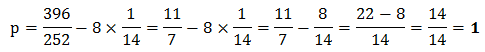 p = 396/252 − 8 × 1/14 = 11/7 − 8 × 1/14 = 11/7 − 8/14 = (22 − 8)/14 = 14/14 = 1